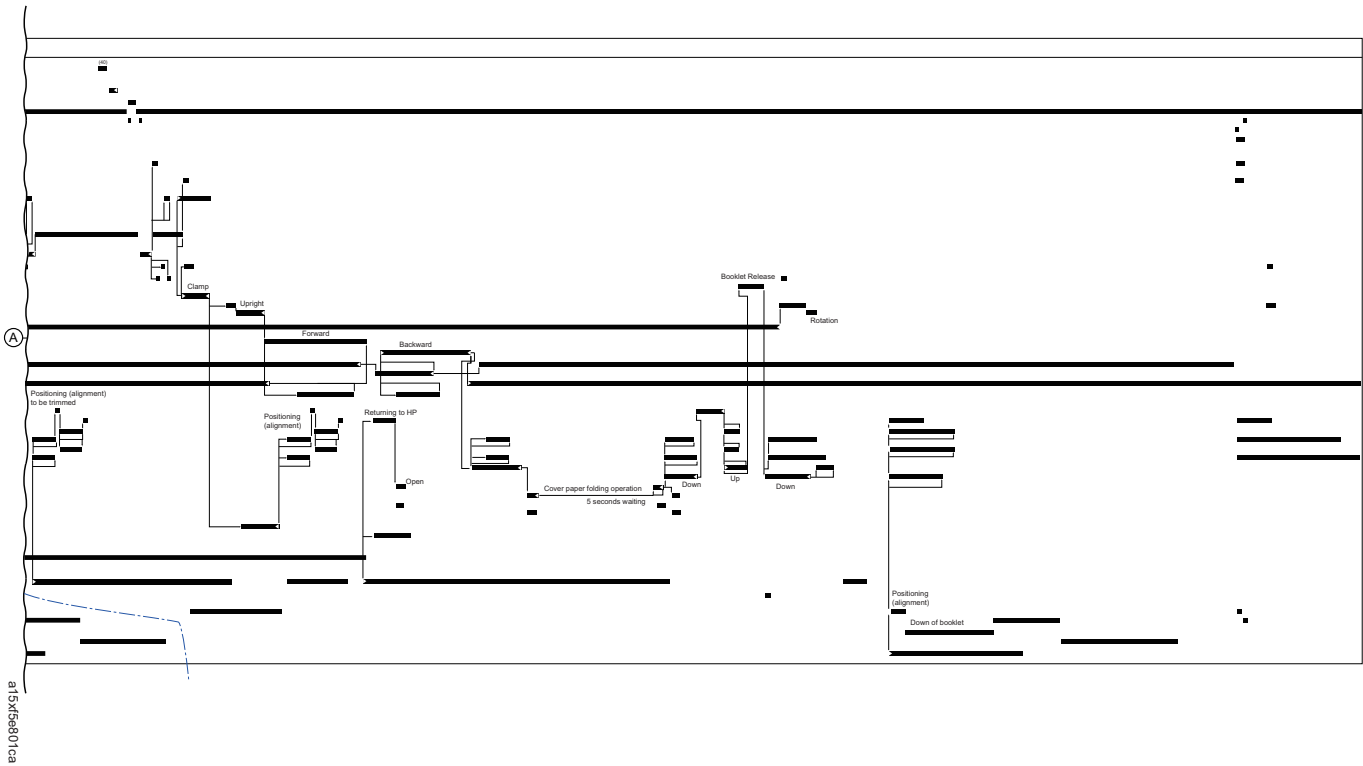 (40)
Clamp
Upright
Booklet Release
Rotation
A
Forward
Backward
Positioning (alignment)
to be trimmed
Positioning
(alignment)
Returning to HP
Open
Cover paper folding operation
5 seconds waiting
Down
Up
Down
Positioning
(alignment)
Down of booklet
a15xf5e801ca